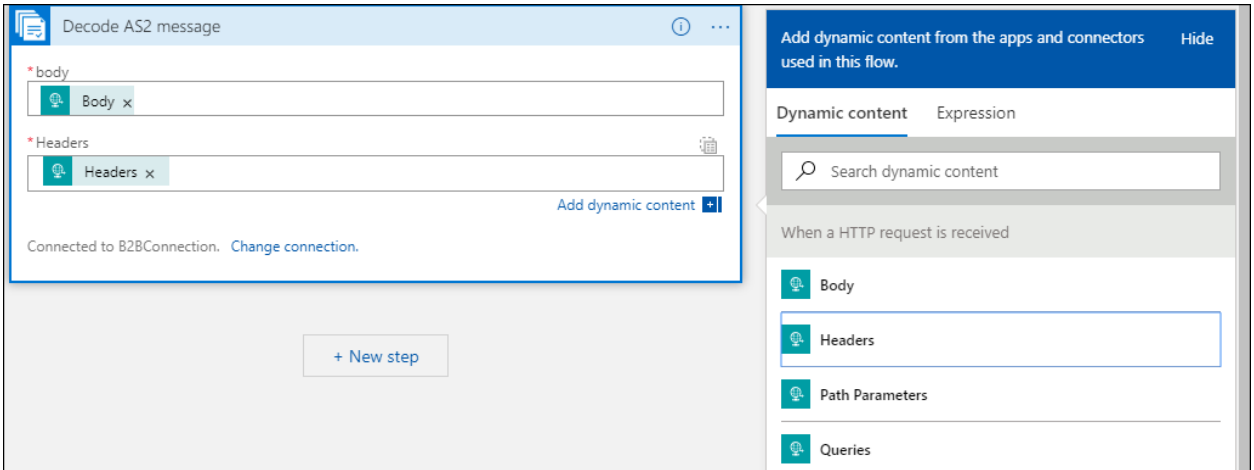 Decode AS2 message
* body
Body ×
* Headers
Headers ×
Add dynamic content
Connected to B2BConnection. Change connection.
+ New step
Add dynamic content from the apps and connectors
used in this flow.
Hide
Dynamic content
Expression
Search dynamic content
When a HTTP request is received
Body
Headers
Path Parameters
Queries